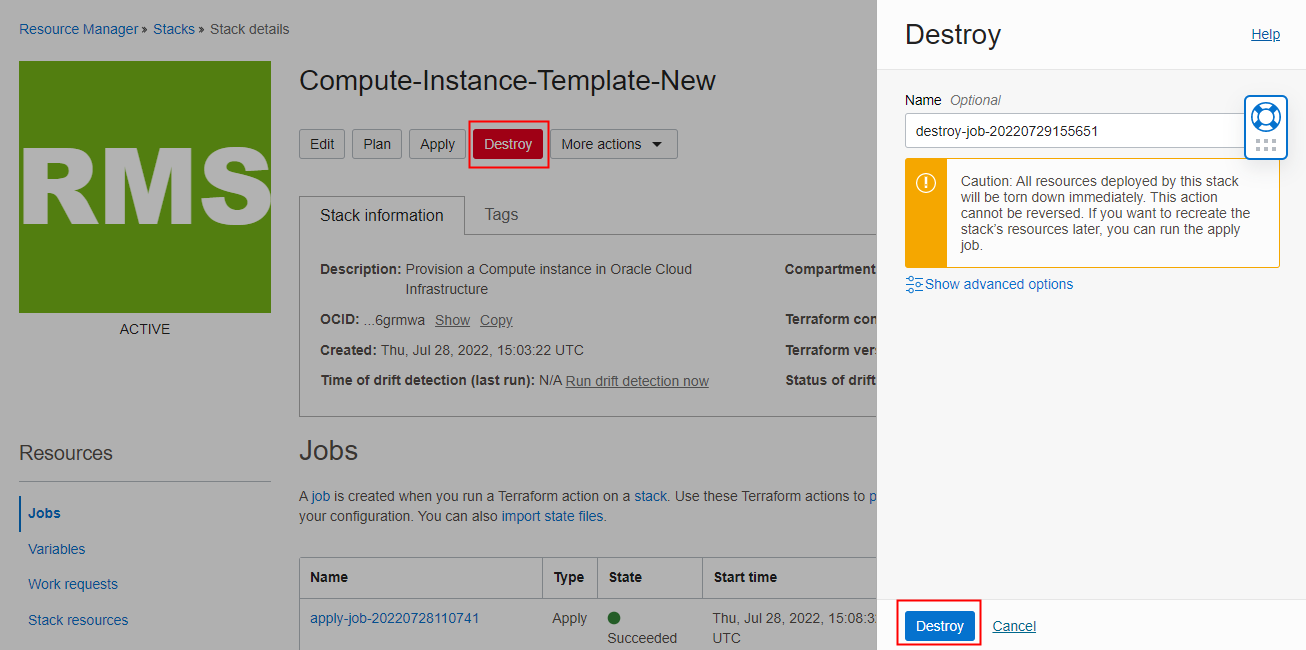 Resource Manager » Stacks » Stack details
RMS
ACTIVE
Compute-Instance-Template-New
Edit Plan Apply Destroy More actions
Stack information Tags
Description: Provision a Compute instance in Oracle Cloud
Infrastructure
OCID: ...6grmwa Show Copy
Created: Thu, Jul 28, 2022, 15:03:22 UTC
Time of drift detection (last run): N/A Run drift detection now
Compartment
Terraform con
Terraform ver
Status of drift
Resources
Jobs
Variables
Work requests
Stack resources
Jobs
A job is created when you run a Terraform action on a stack. Use these Terraform actions to p
your configuration. You can also import state files.
Name Type State Start time
apply-job-20220728110741 Apply Succeeded Thu, Jul 28, 2022, 15:08:3
UTC
Destroy
Help
Name Optional
destroy-job-20220729155651
Caution: All resources deployed by this stack
will be torn down immediately. This action
cannot be reversed. If you want to recreate the
stack's resources later, you can run the apply
job.
Show advanced options
Destroy Cancel